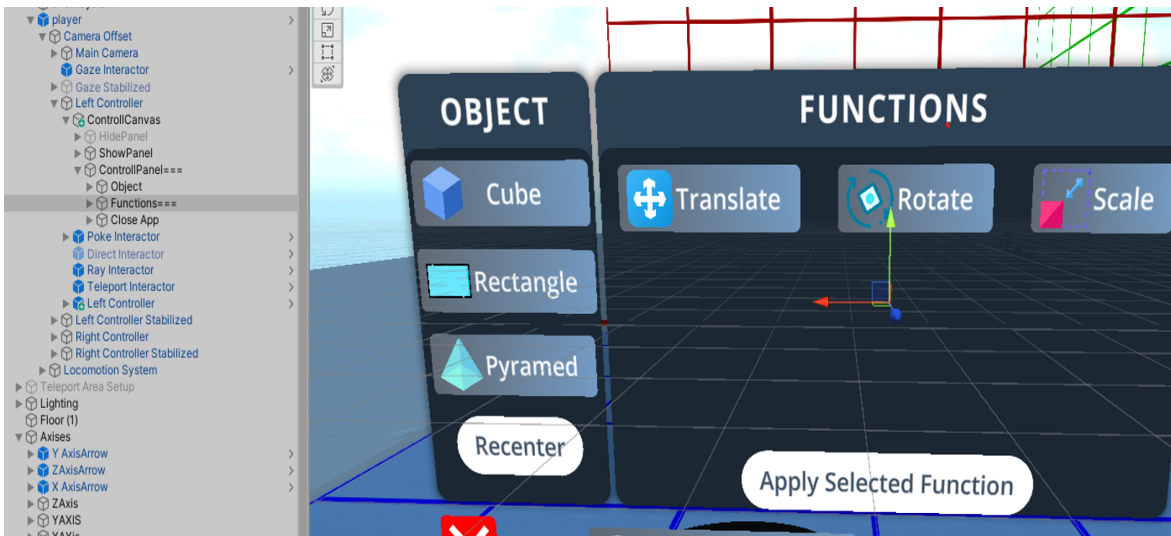 player
Camera Offset
Main Camera
Gaze Interactor
Gaze Stabilized
Left Controller
ControllCanvas
HidePanel
ShowPanel
ControllPanel===
Object
Functions===
Close App
Poke Interactor
Direct Interactor
Ray Interactor
Teleport Interactor
Left Controller
Left Controller Stabilized
Right Controller
Right Controller Stabilized
Locomotion System
Teleport Area Setup
Lighting
Floor (1)
Axises
Y AxisArrow
ZAxisArrow
X AxisArrow
ZAxis
YAXIS
OBJECT
Cube
Rectangle
Pyramed
Recenter
FUNCTIONS
Translate
Rotate
Scale
Apply Selected Function